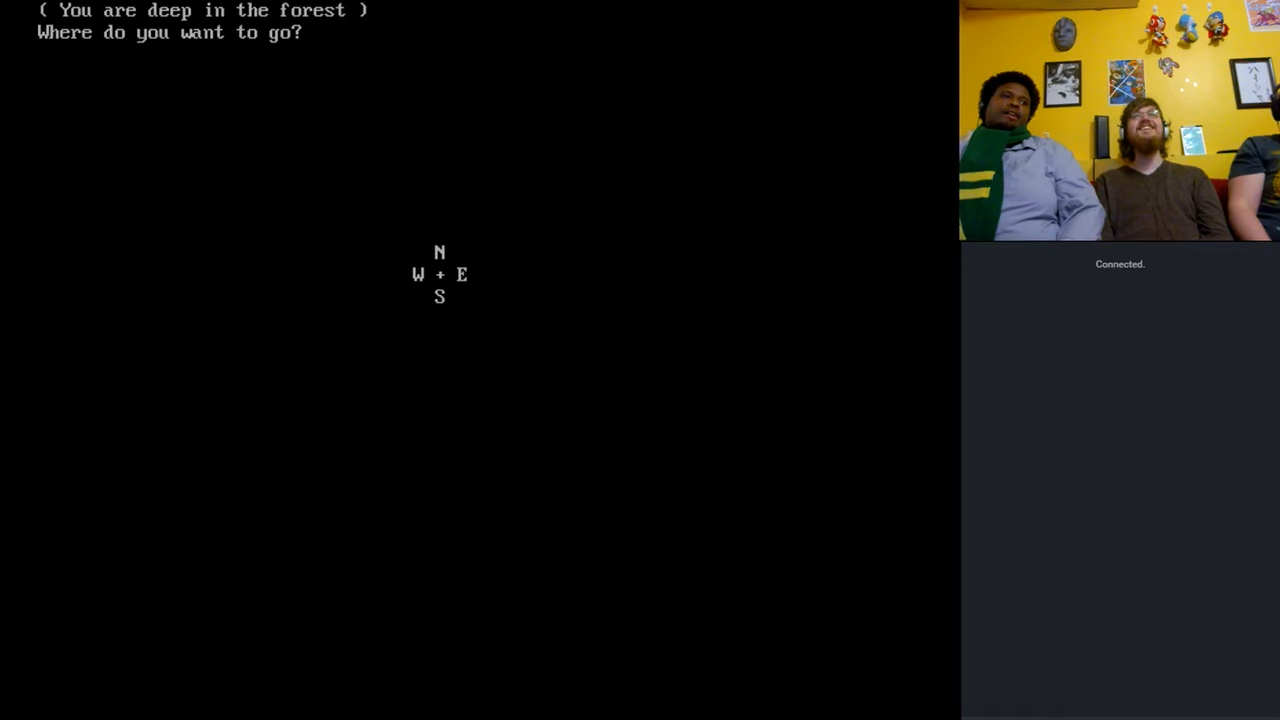 ( You are deep in the forest )
Where do you want to go?
N
W + E
S
Connected.